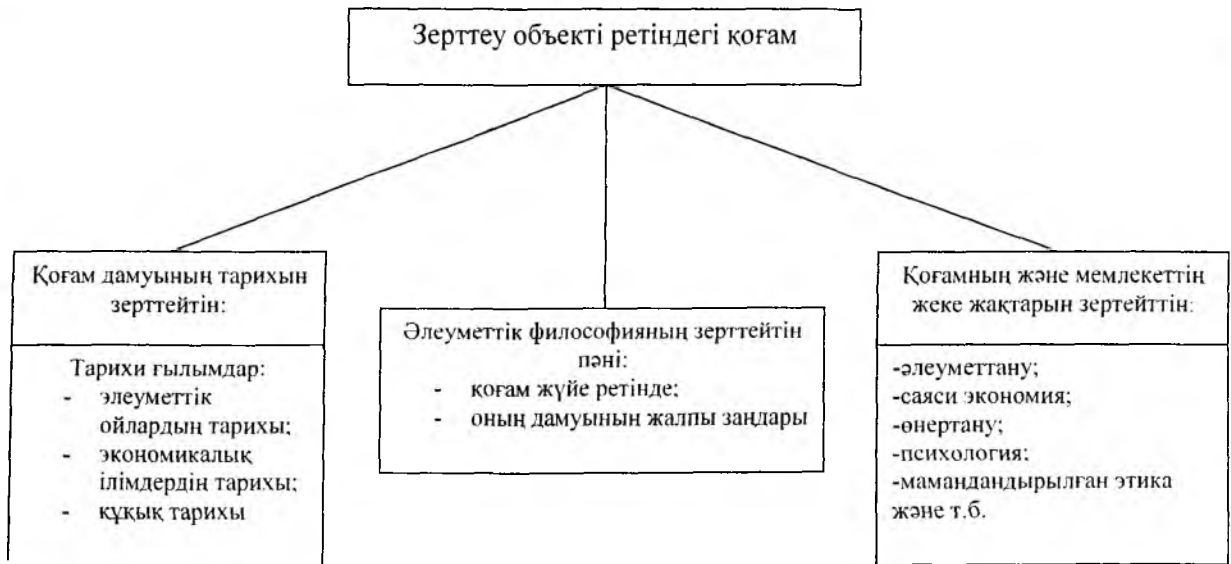 Зерттеу объекті ретіндегі қоғам
Қоғам дамуының тарихын
зерттейтін:
Тарихи ғылымдар:
- элеуметтік
ойлардың тарихы;
- экономикалық
ілімдердің тарихы;
- құқық тарихы
Әлеуметтік философияның зерттейтін
пәні:
- қоғам жүйе ретінде;
- оның дамуынын жалпы заңдары
Қоғамның және мемлекеттің
жеке жақтарын зертейттін:
-әлеуметтану;
-саяси экономия;
-өнертану;
-психология;
-мамандандырылған этика
және т.б.